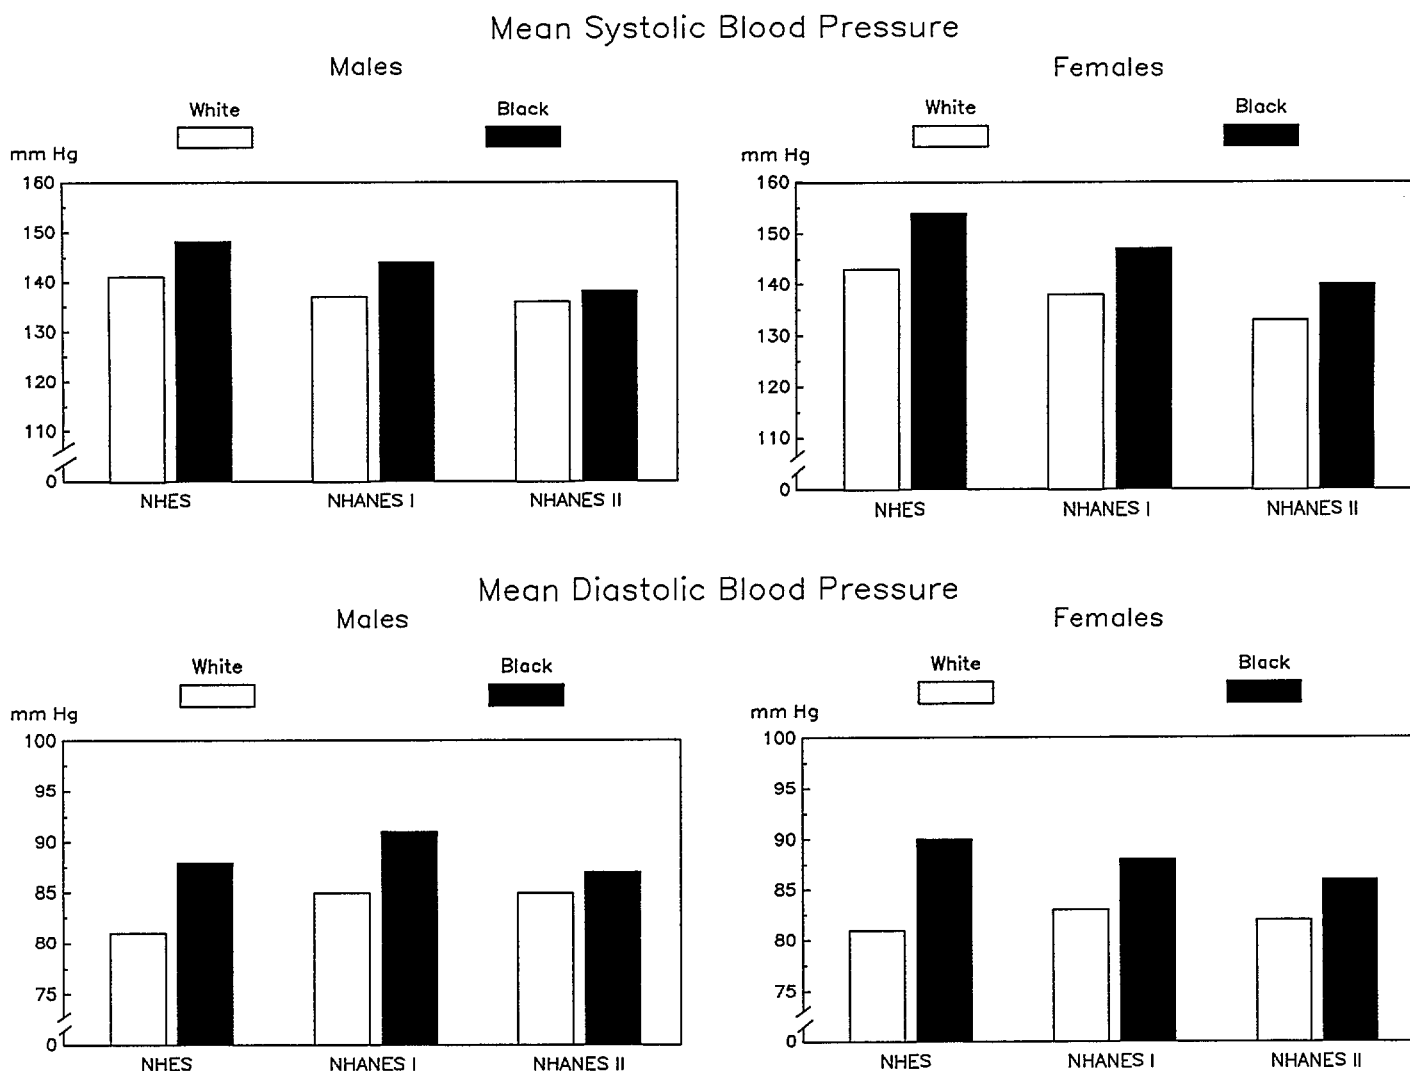 Mean Systolic Blood Pressure
Males
White
Black
mm Hg
160
150
140
130
120
110
0
NHES
NHANES I
NHANES II
Females
White
Black
mm Hg
160
150
140
130
120
110
0
NHES
NHANES I
NHANES II
Mean Diastolic Blood Pressure
Males
White
Black
mm Hg
100
95
90
85
80
75
0
NHES
NHANES I
NHANES II
Females
White
Black
mm Hg
100
95
90
85
80
75
0
NHES
NHANES I
NHANES II